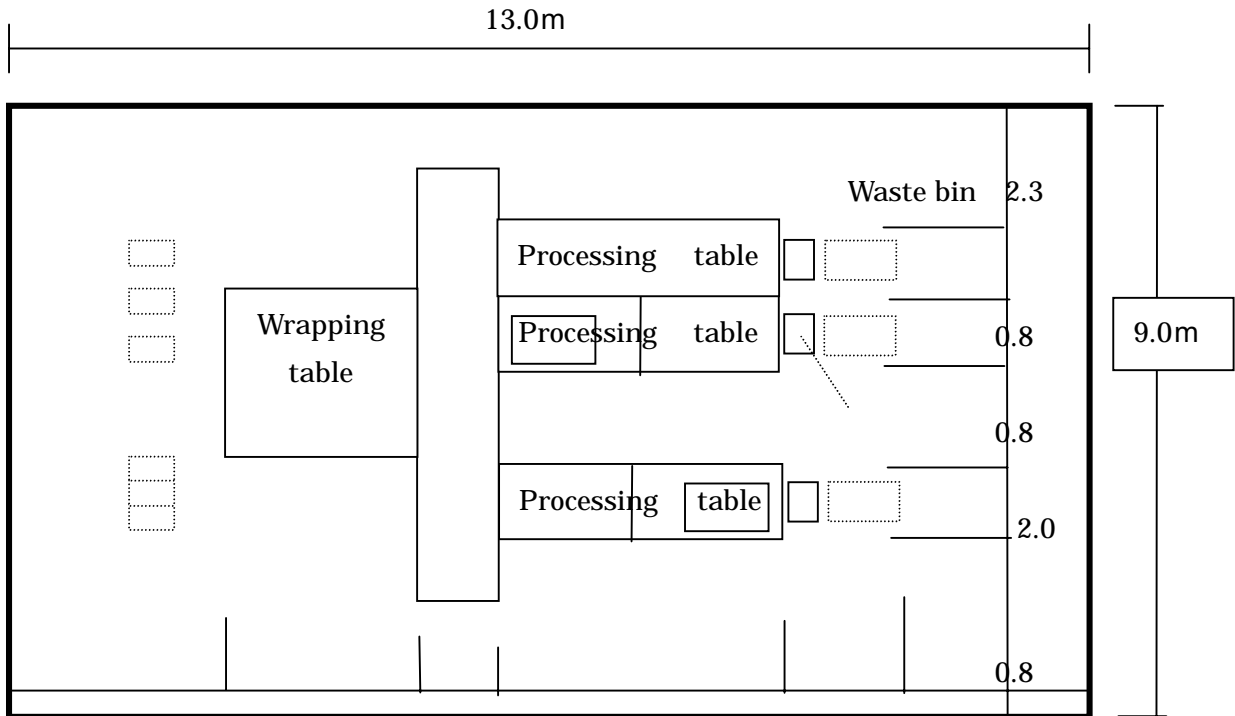 13.0m
Waste bin 2.3
Processing table
Wrapping
table
Processing table
0.8
9.0m
0.8
Processing table
2.0
0.8